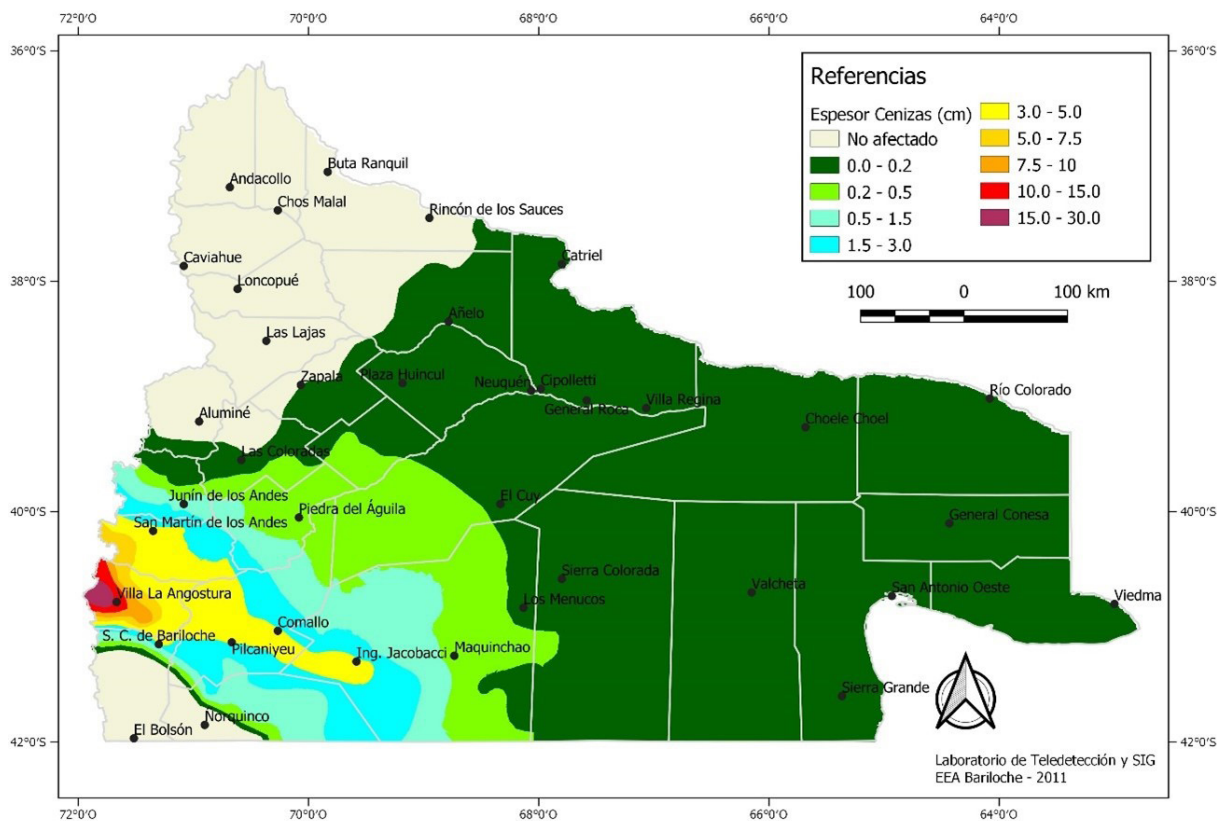 72°0'W
70°0'W
68°0'W
66°0'W
64°0'W
36°0'S
36°0'S
Referencias
Espesor Cenizas (cm)
No afectado
0.0 - 0.2
0.2 - 0.5
0.5 - 1.5
1.5 - 3.0
3.0 - 5.0
5.0 - 7.5
7.5 - 10
10.0 - 15.0
15.0 - 30.0
100
0
100 km
Buta Ranquil
Andacollo
Chos Malal
Rincón de los Sauces
Caviahue
Catriel
38°0'S
38°0'S
Loncopué
Añelo
Las Lajas
Zapala
Plaza Huincul
Neuquén
Cipolletti
General Roca
Villa Regina
Río Colorado
Aluminé
Choele Choel
Las Coloradas
Junín de los Andes
El Cuy
40°0'S
40°0'S
San Martín de los Andes
Piedra del Águila
General Conesa
Sierra Colorada
Valcheta
San Antonio Oeste
Villa La Angostura
Los Menucos
Viedma
S. C. de Bariloche
Pilcaniyeu
Comallo
Ing. Jacobacci
Maquinchao
Sierra Grande
Norquinco
El Bolsón
42°0'S
42°0'S
Laboratorio de Teledetección y SIG
EEA Bariloche - 2011
72°0'W
70°0'W
68°0'W
66°0'W
64°0'W